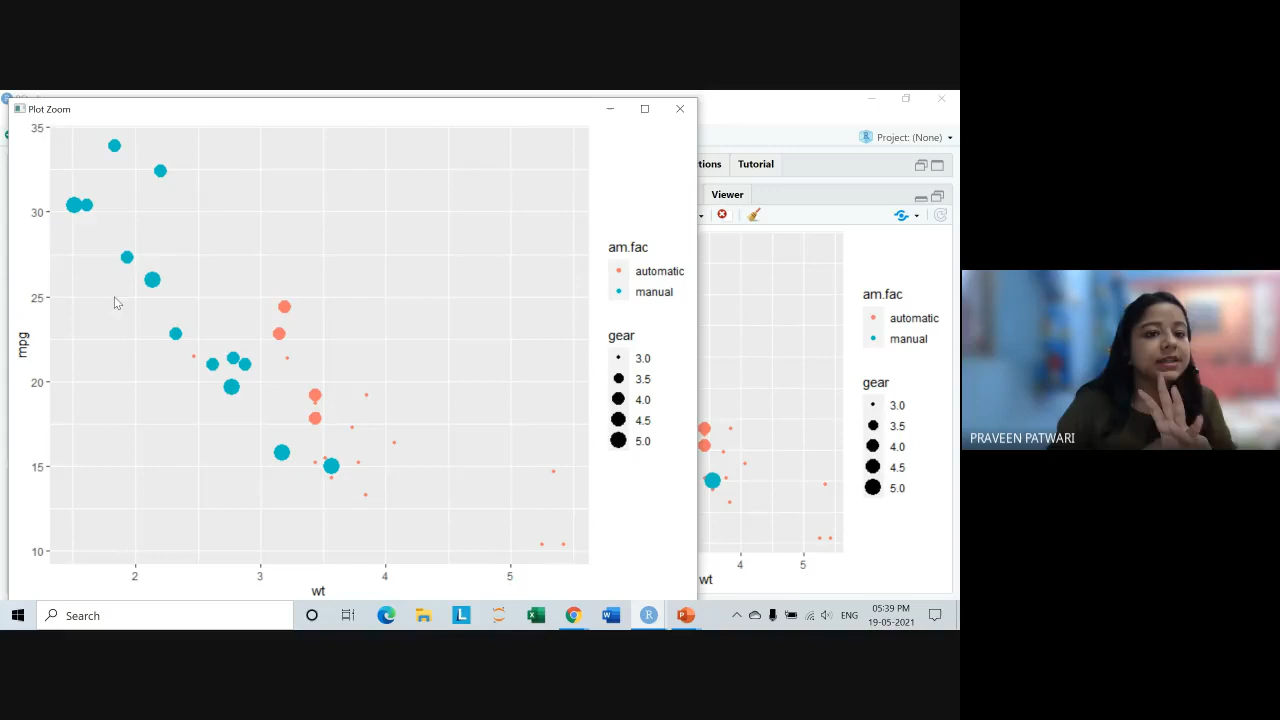 Plot Zoom
35
30
25
20
15
10
mpg
2
3
4
5
wt
am.fac
automatic
manual
gear
3.0
3.5
4.0
4.5
5.0
Project: (None)
tions
Tutorial
Viewer
am.fac
automatic
manual
gear
3.0
3.5
4.0
4.5
5.0
4
5
wt
Search
L
R
ENG
05:39 PM
19-05-2021
PRAVEEN PATWARI